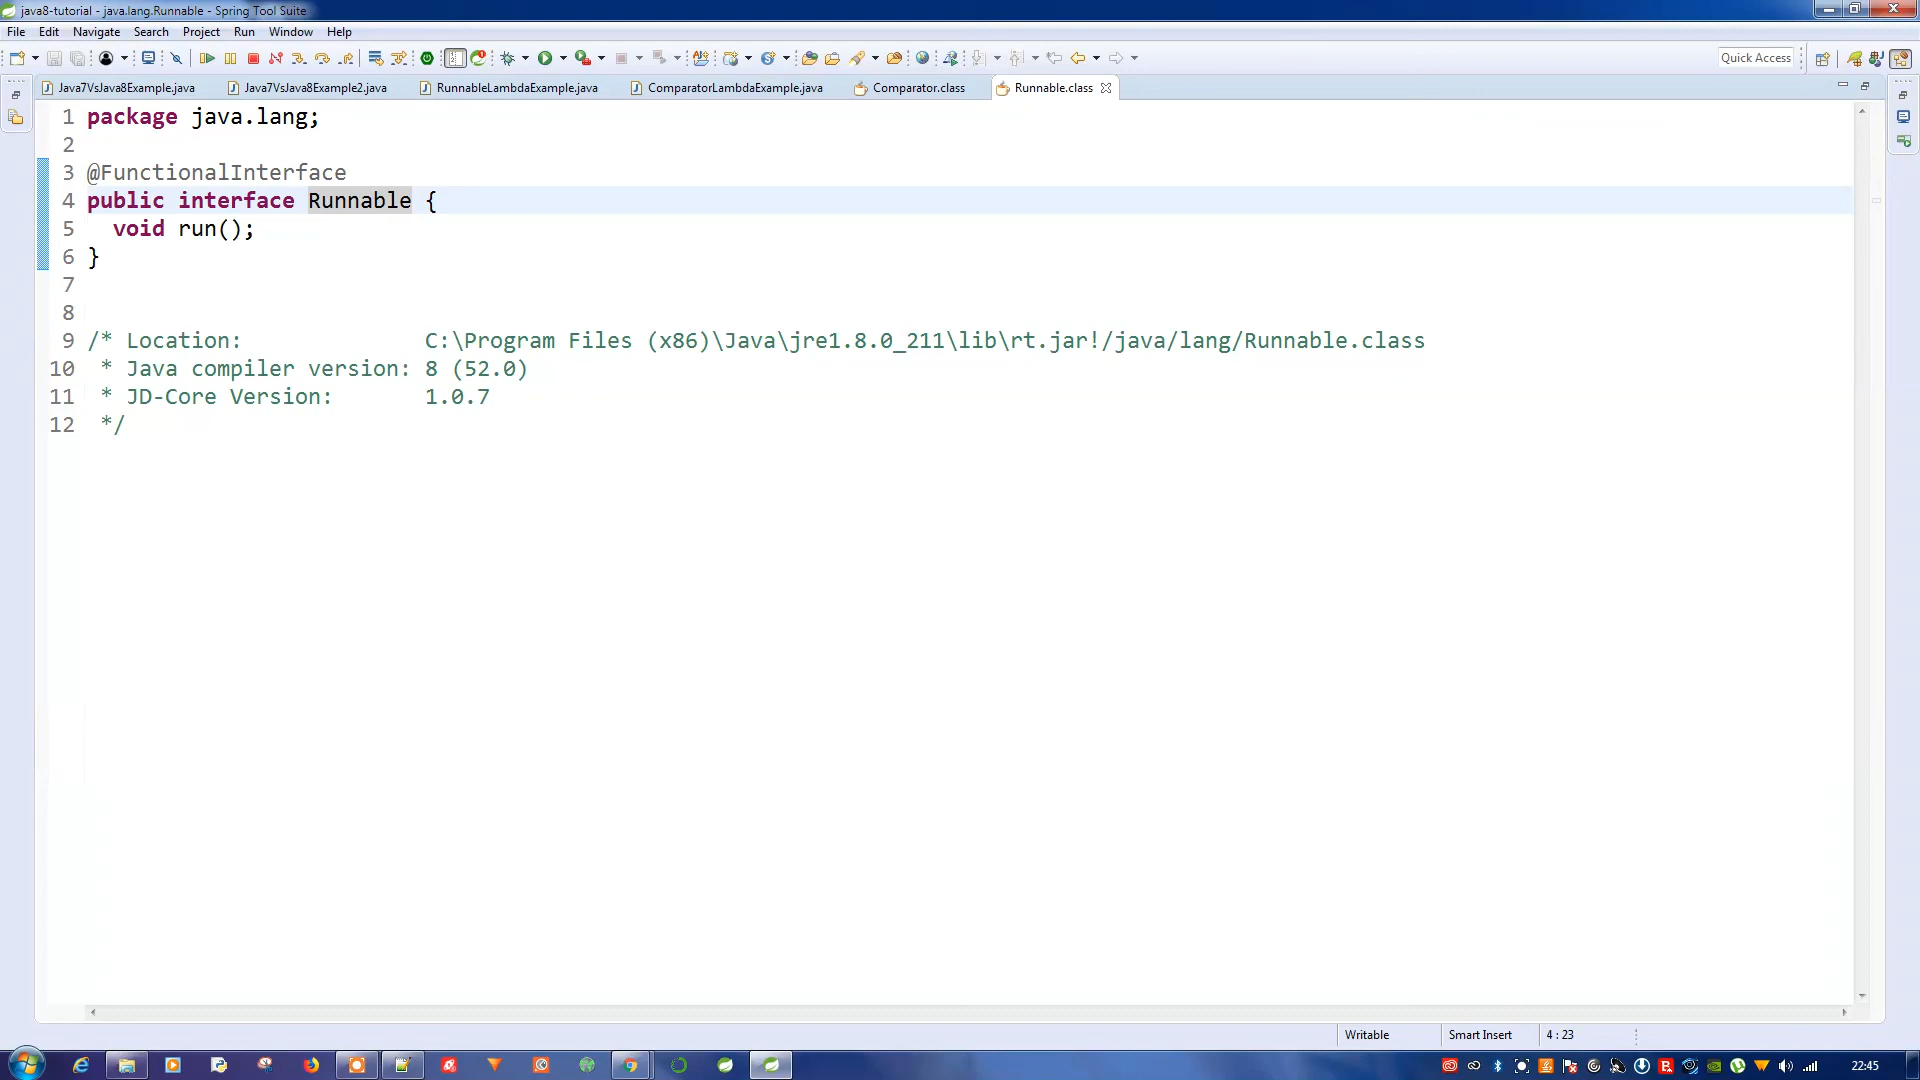 java8-tutorial - java.lang.Runnable - Spring Tool Suite
File Edit Navigate Search Project Run Window Help
Quick Access
Java7VsJava8Example.java Java7VsJava8Example2.java RunnableLambdaExample.java ComparatorLambdaExample.java Comparator.class Runnable.class
1 package java.lang;
2
3 @FunctionalInterface
4 public interface Runnable {
5   void run();
6 }
7
8
9 /* Location:              C:\Program Files (x86)\Java\jre1.8.0_211\lib\rt.jar!/java/lang/Runnable.class
10  * Java compiler version: 8 (52.0)
11  * JD-Core Version:       1.0.7
12  */
Writable Smart Insert 4 : 23
22:45